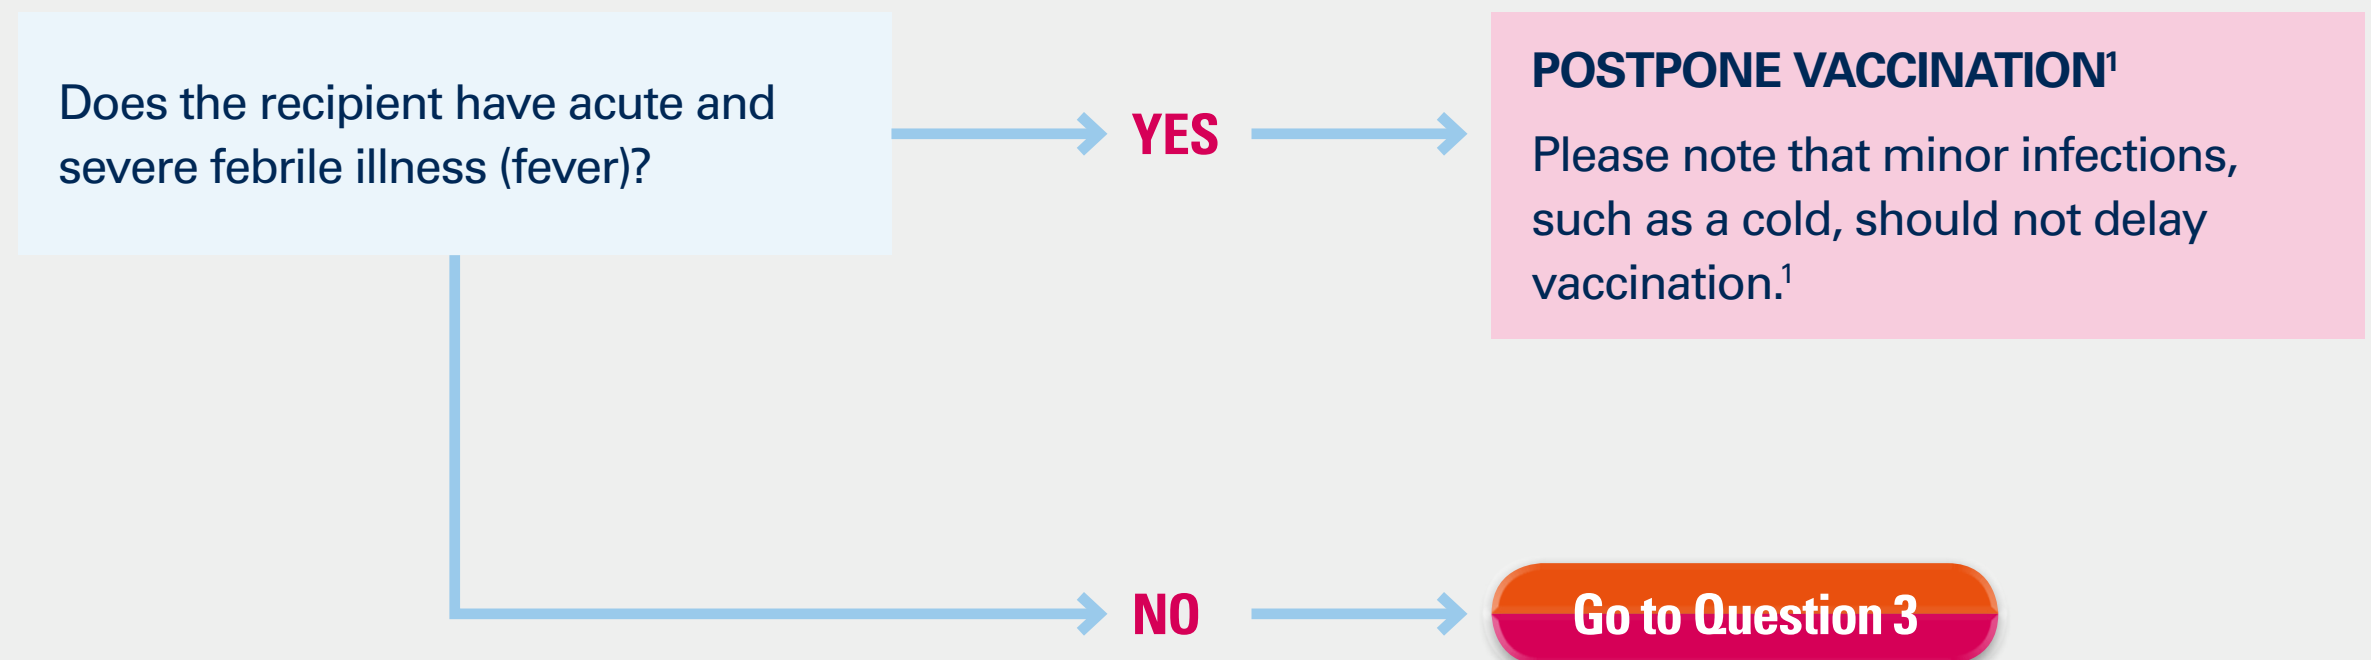 Does the recipient have acute and
severe febrile illness (fever)?
YES
POSTPONE VACCINATION¹
Please note that minor infections,
such as a cold, should not delay
vaccination.¹
NO
Go to Question 3